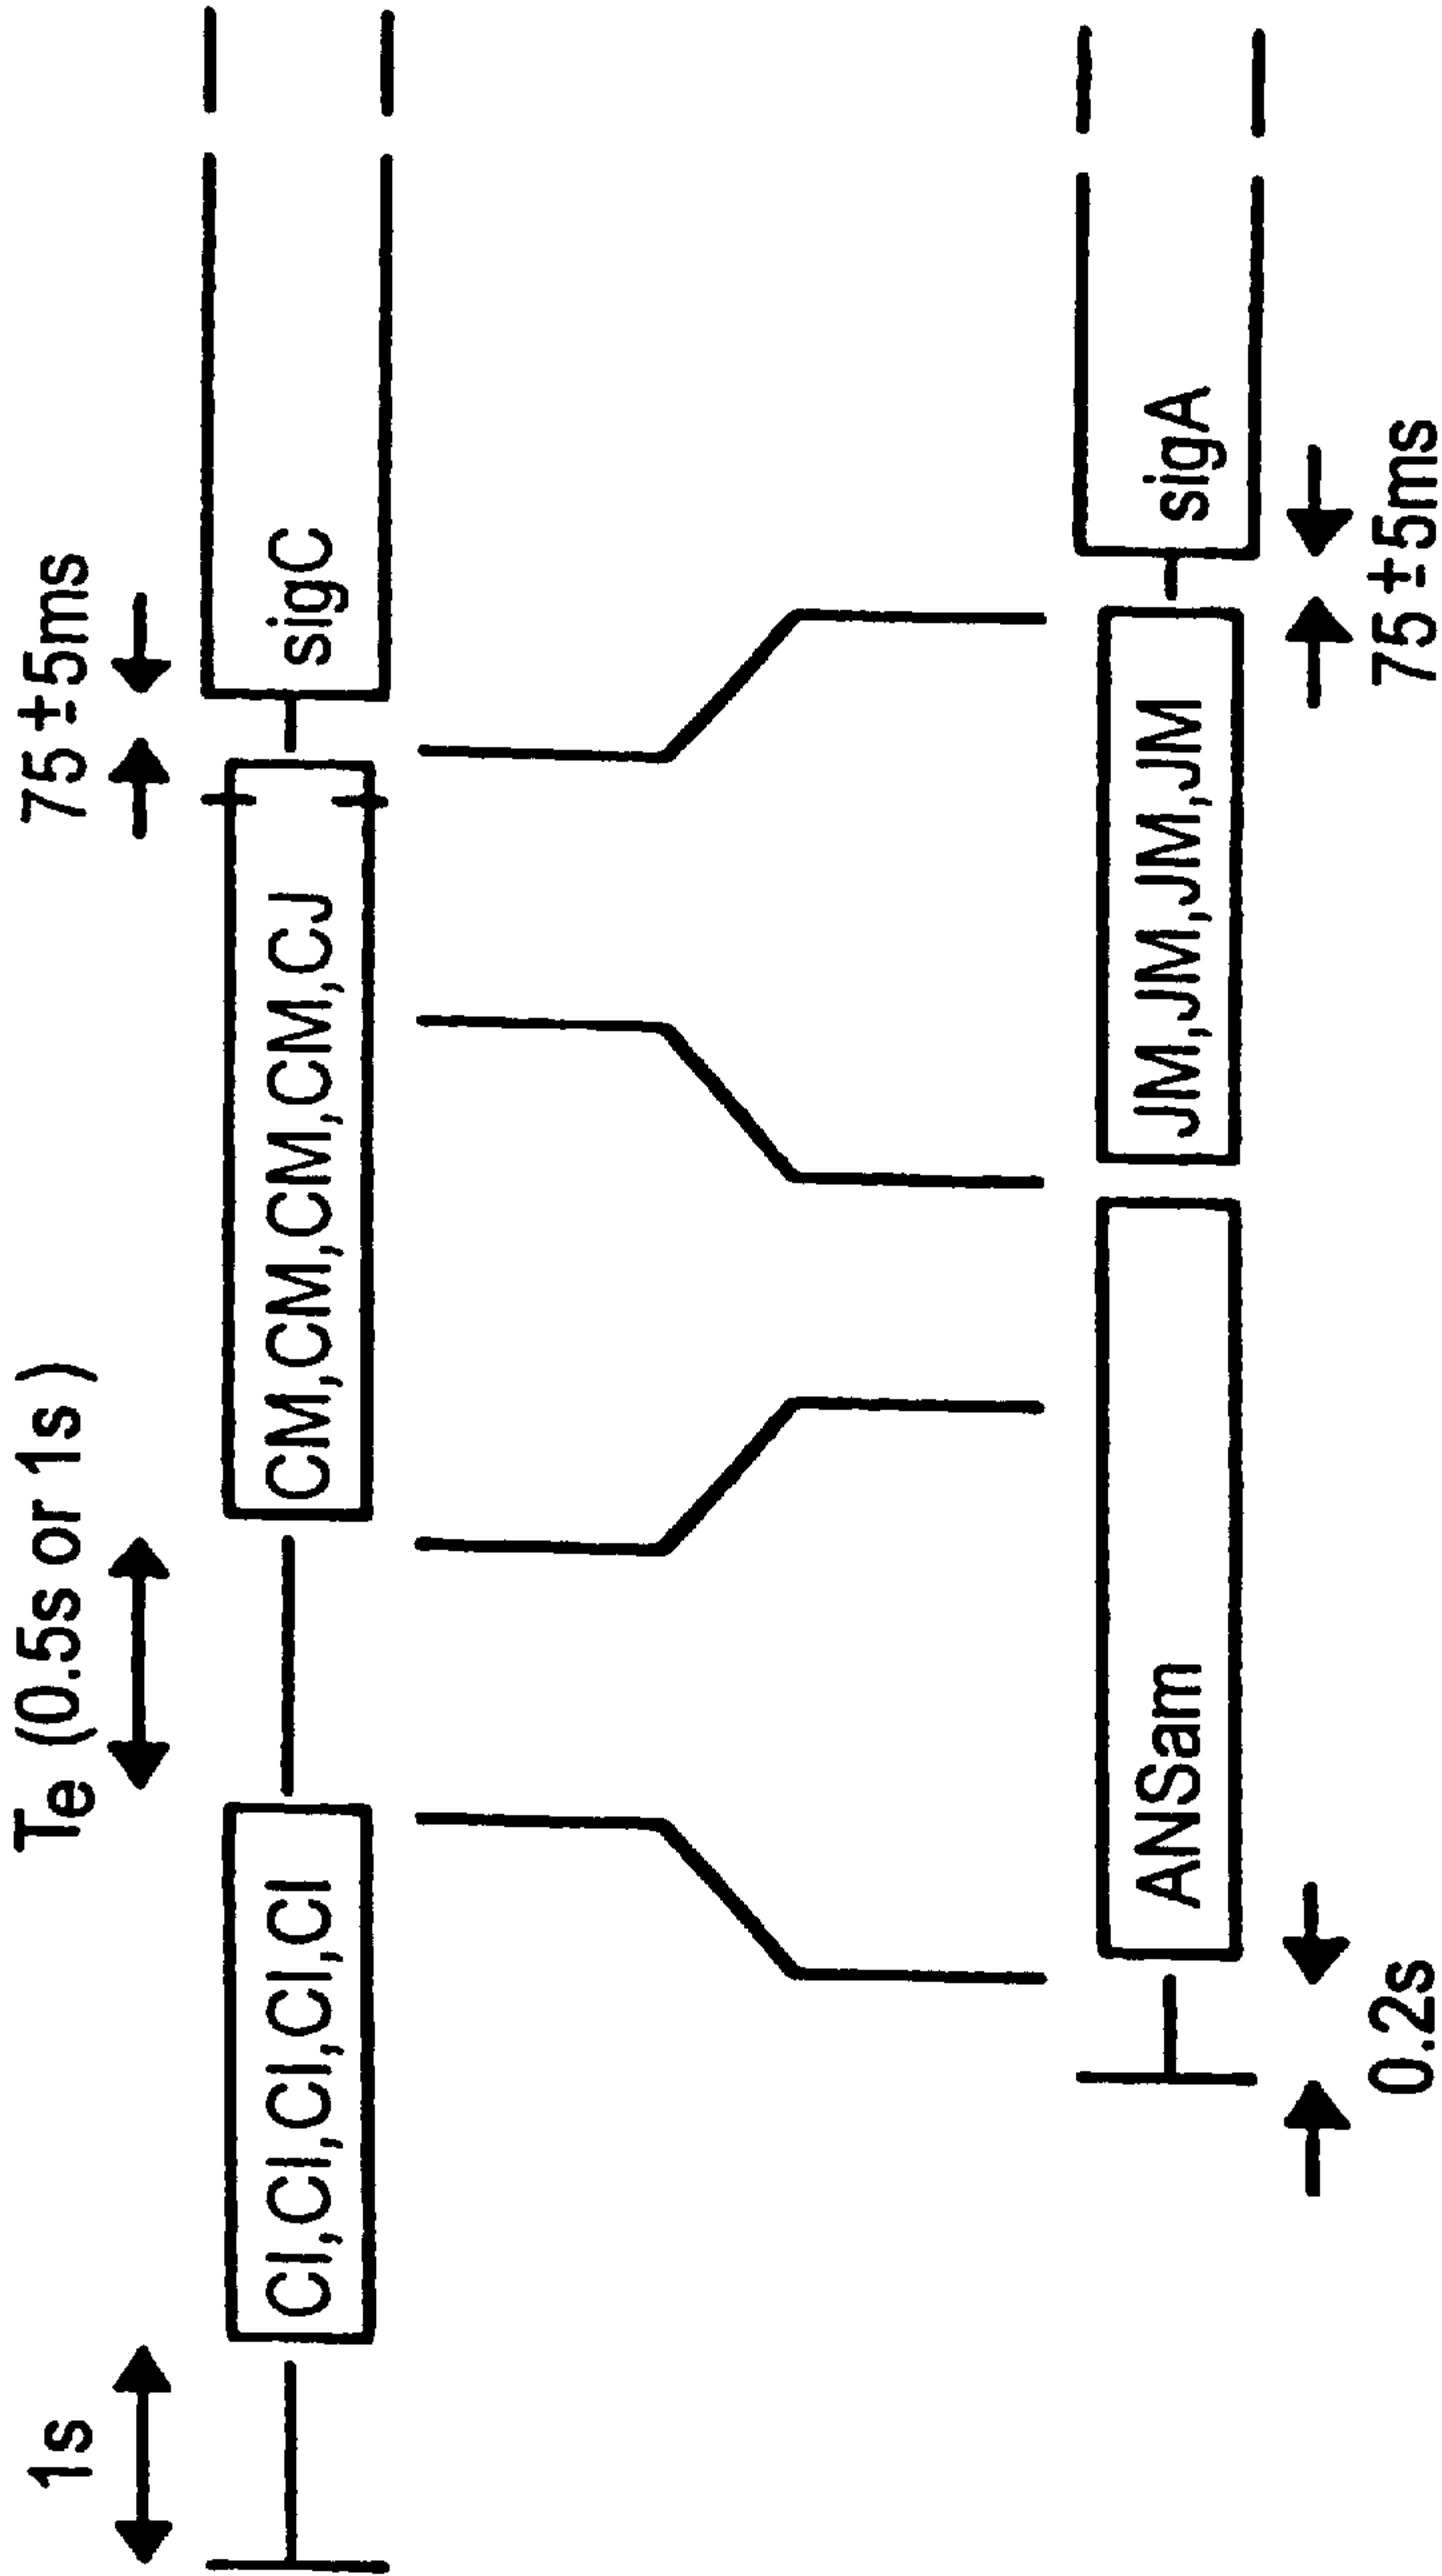 1s
Te (0.5s or 1s )
75 ± 5ms
CI,CI,CI,CI,CI
CM,CM,CM,CM,CJ
sigC
ANSam
JM,JM,JM,JM
sigA
0.2s
75 ± 5ms